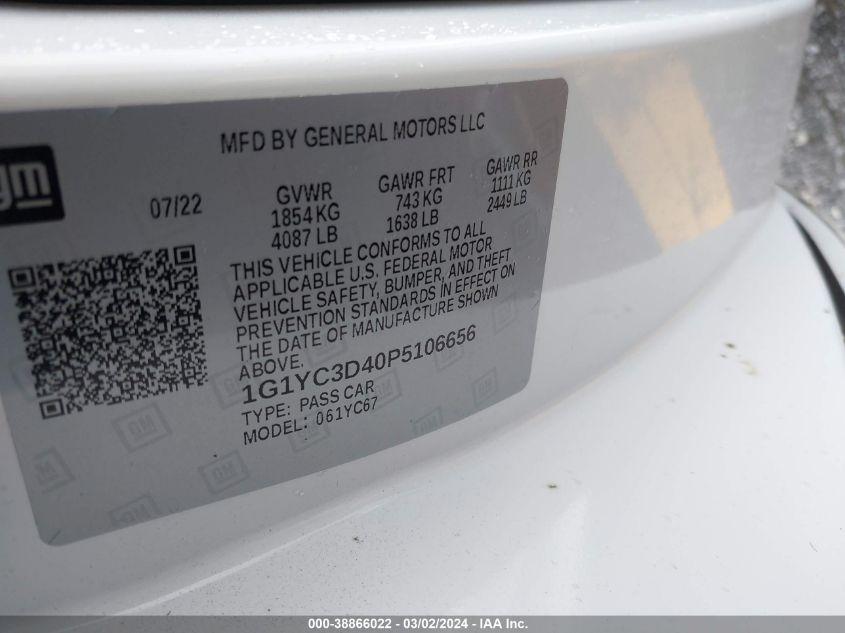 MFD BY GENERAL MOTORS LLC
gm
07/22
GVWR
1854 KG
4087 LB
GAWR FRT
743 KG
1638 LB
GAWR RR
1111 KG
2449 LB
THIS VEHICLE CONFORMS TO ALL
APPLICABLE U.S. FEDERAL MOTOR
VEHICLE SAFETY, BUMPER, AND THEFT
PREVENTION STANDARDS IN EFFECT ON
THE DATE OF MANUFACTURE SHOWN
ABOVE.
1G1YC3D40P5106656
TYPE: PASS CAR
MODEL: 061YC67
000-38866022 - 03/02/2024 - IAA Inc.